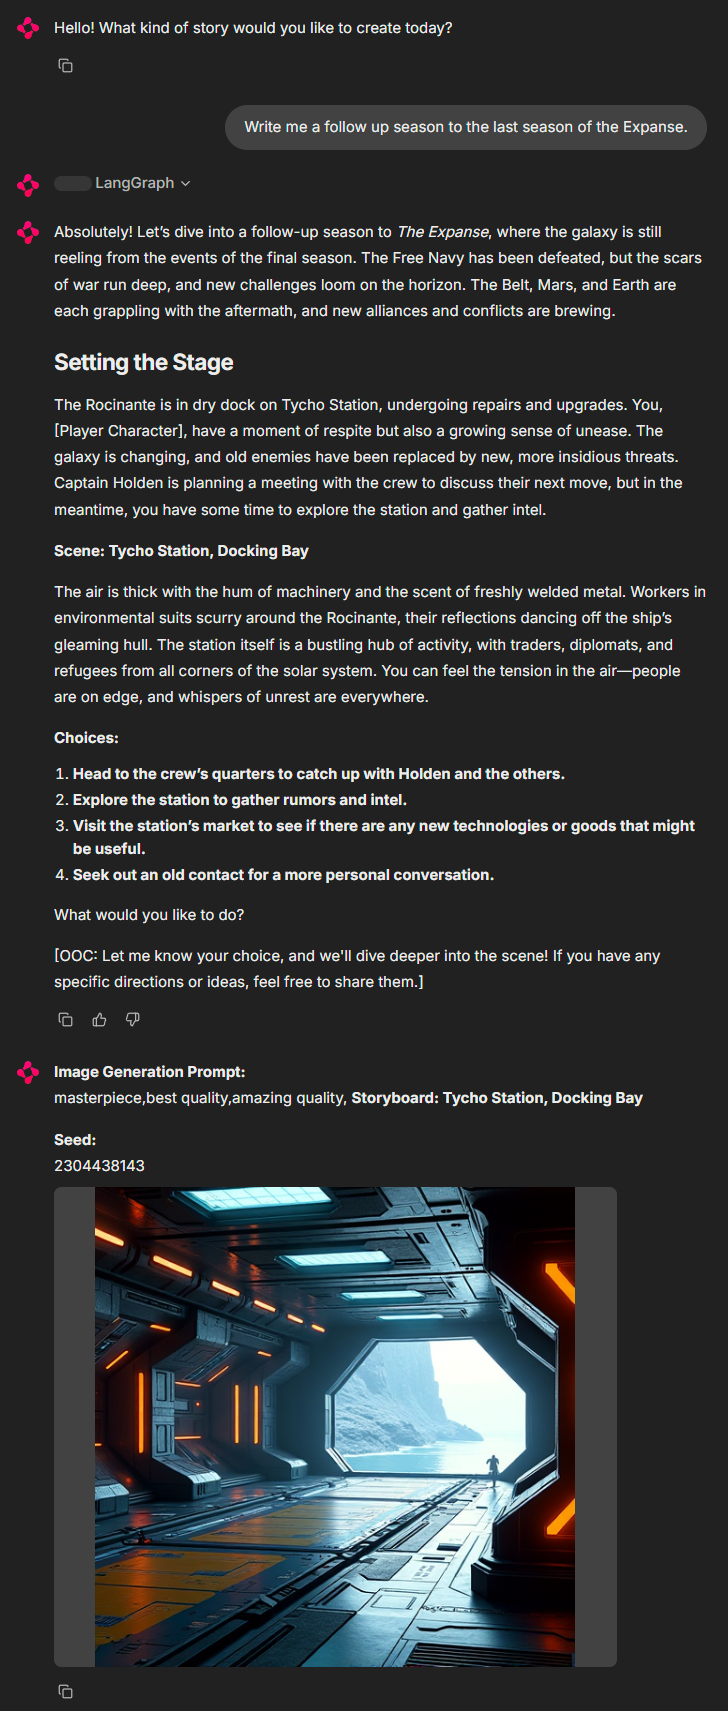 Hello! What kind of story would you like to create today?
Write me a follow up season to the last season of the Expanse.
LangGraph
Absolutely! Let’s dive into a follow-up season to The Expanse, where the galaxy is still
reeling from the events of the final season. The Free Navy has been defeated, but the scars
of war run deep, and new challenges loom on the horizon. The Belt, Mars, and Earth are
each grappling with the aftermath, and new alliances and conflicts are brewing.
Setting the Stage
The Rocinante is in dry dock on Tycho Station, undergoing repairs and upgrades. You,
[Player Character], have a moment of respite but also a growing sense of unease. The
galaxy is changing, and old enemies have been replaced by new, more insidious threats.
Captain Holden is planning a meeting with the crew to discuss their next move, but in the
meantime, you have some time to explore the station and gather intel.
Scene: Tycho Station, Docking Bay
The air is thick with the hum of machinery and the scent of freshly welded metal. Workers in
environmental suits scurry around the Rocinante, their reflections dancing off the ship’s
gleaming hull. The station itself is a bustling hub of activity, with traders, diplomats, and
refugees from all corners of the solar system. You can feel the tension in the air—people
are on edge, and whispers of unrest are everywhere.
Choices:
1. Head to the crew’s quarters to catch up with Holden and the others.
2. Explore the station to gather rumors and intel.
3. Visit the station’s market to see if there are any new technologies or goods that might
be useful.
4. Seek out an old contact for a more personal conversation.
What would you like to do?
[OOC: Let me know your choice, and we'll dive deeper into the scene! If you have any
specific directions or ideas, feel free to share them.]
Image Generation Prompt:
masterpiece,best quality,amazing quality, Storyboard: Tycho Station, Docking Bay
Seed:
2304438143